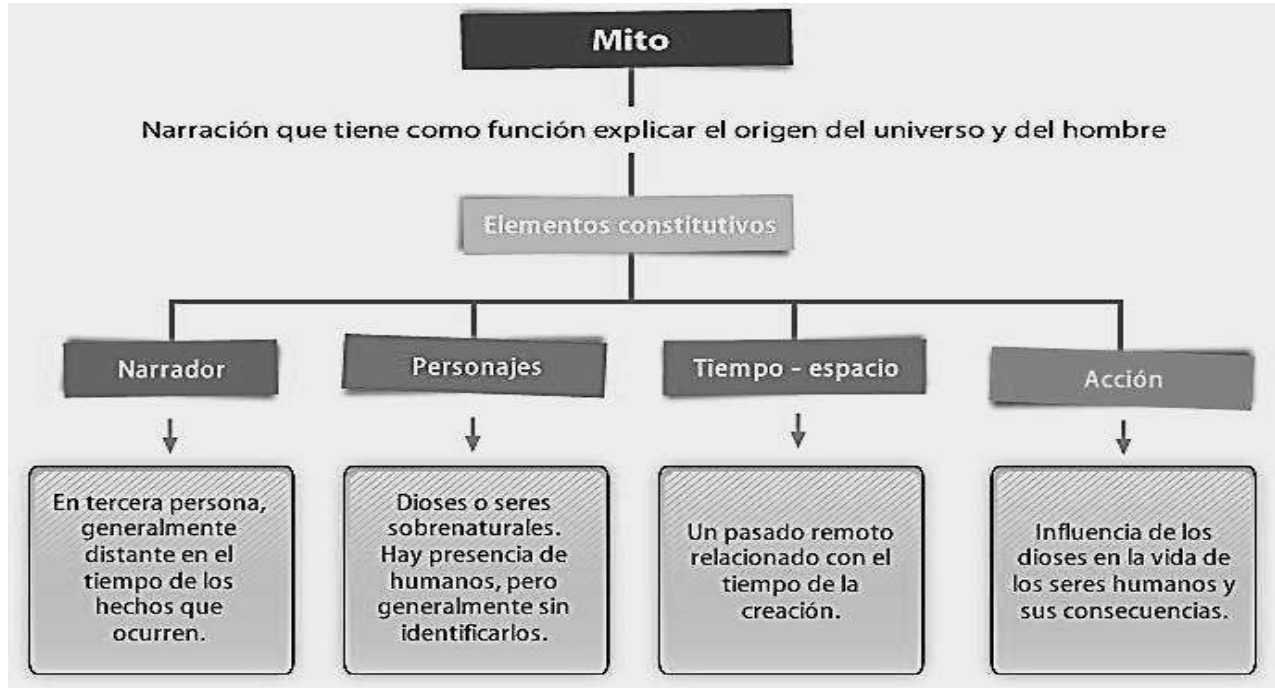 Mito
Narración que tiene como función explicar el origen del universo y del hombre
Elementos constitutivos
Narrador
En tercera persona,
generalmente
distante en el
tiempo de los
hechos que
ocurren.
Personajes
Dioses o seres
sobrenaturales.
Hay presencia de
humanos, pero
generalmente sin
identificarlos.
Tiempo - espacio
Un pasado remoto
relacionado con el
tiempo de la
creación.
Acción
Influencia de los
dioses en la vida de
los seres humanos y
sus consecuencias.